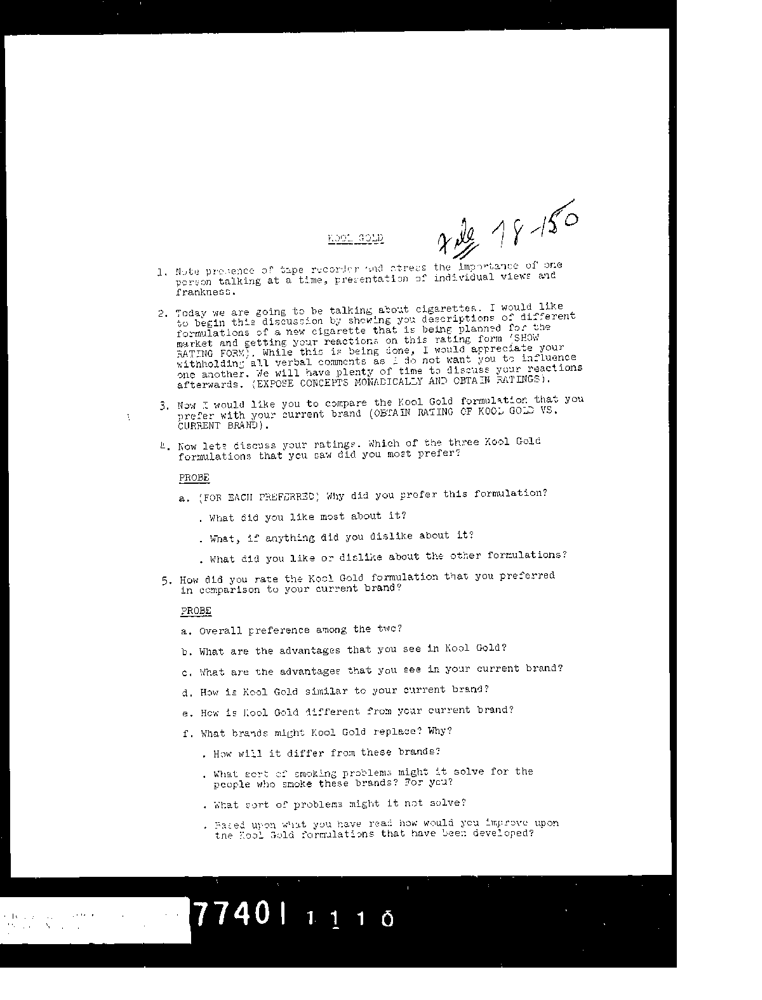 KOOL GOLD
File 78-150
1. Note presence of tape recorder and stress the importance of one
person talking at a time, presentation of individual views and
frankness.
2. Today we are going to be talking about cigarettes. I would like
to begin this discussion by showing you descriptions of different
formulations of a new cigarette that is being planned for the
market and getting your reactions on this rating form (SHOW
RATING FORM). While this is being done, I would appreciate your
withholding all verbal comments as I do not want you to influence
one another. We will have plenty of time to discuss your reactions
afterwards. (EXPOSE CONCEPTS MONADICALLY AND OBTAIN RATINGS).
3. Now I would like you to compare the Kool Gold formulation that you
prefer with your current brand (OBTAIN RATING OF KOOL GOLD VS.
CURRENT BRAND).
4. Now lets discuss your ratings. Which of the three Kool Gold
formulations that you saw did you most prefer?
PROBE
a. (FOR EACH PREFERRED) Why did you prefer this formulation?
. What did you like most about it?
. What, if anything did you dislike about it?
. What did you like or dislike about the other formulations?
5. How did you rate the Kool Gold formulation that you preferred
in comparison to your current brand?
PROBE
a. Overall preference among the two?
b. What are the advantages that you see in Kool Gold?
c. What are the advantages that you see in your current brand?
d. How is Kool Gold similar to your current brand?
e. How is Kool Gold different from your current brand?
f. What brands might Kool Gold replace? Why?
. How will it differ from these brands?
. What sort of smoking problems might it solve for the
people who smoke these brands? For you?
. What sort of problems might it not solve?
. Based upon what you have read how would you improve upon
the Kool Gold formulations that have been developed?
77401 1110